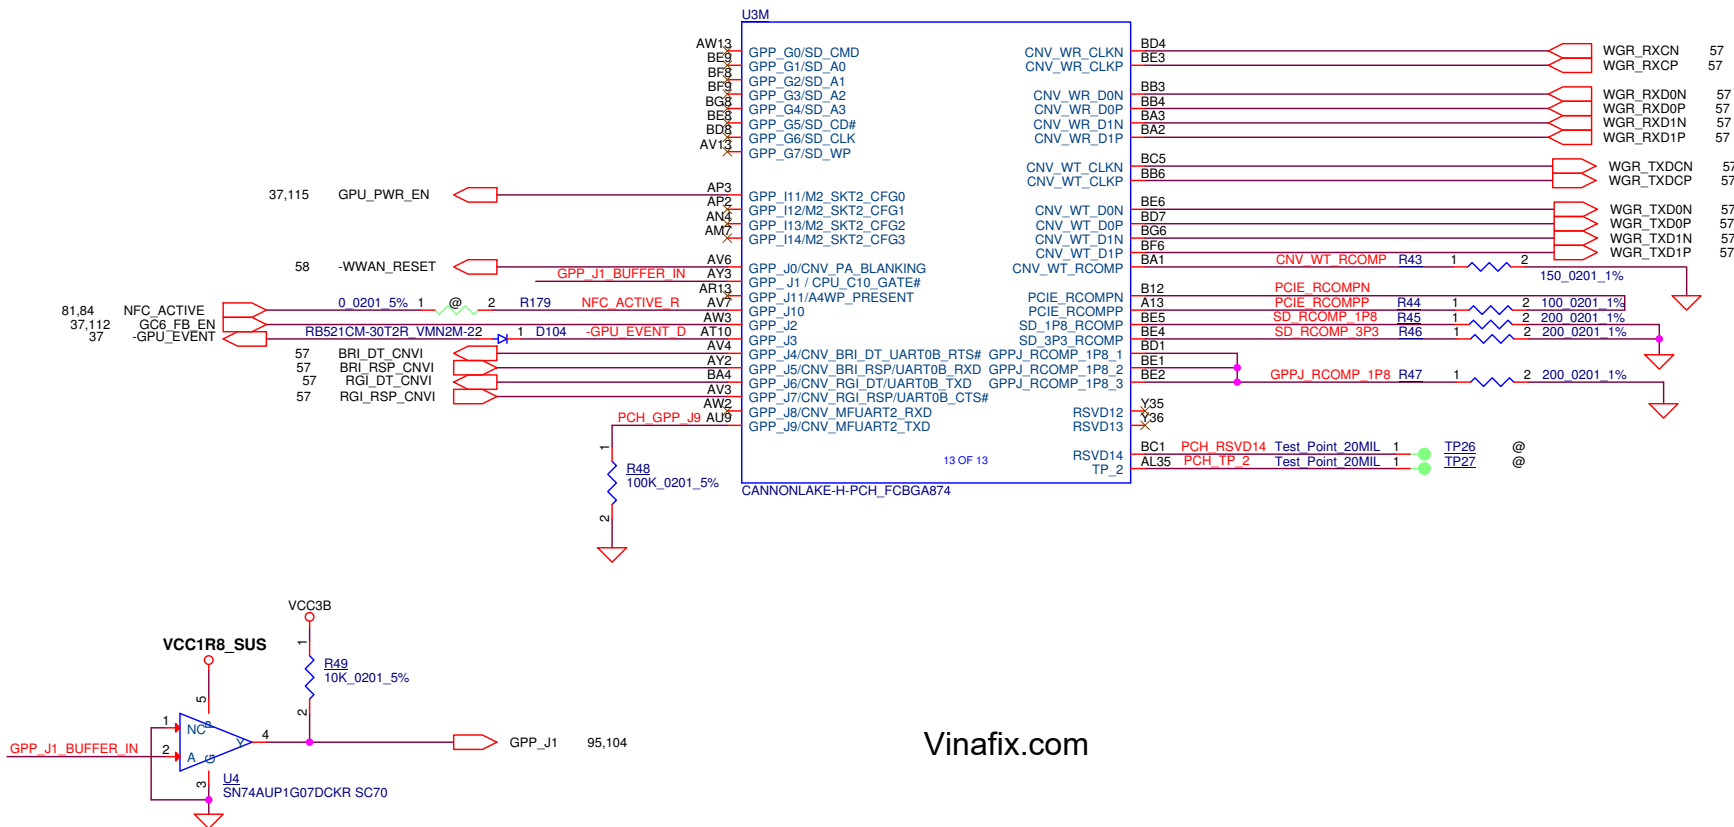 U3M
AW13 GPP_G0/SD_CMD
BE9 GPP_G1/SD_A0
BF8 GPP_G2/SD_A1
BF9 GPP_G3/SD_A2
BG8 GPP_G4/SD_A3
BE8 GPP_G5/SD_CD#
BD8 GPP_G6/SD_CLK
AV13 GPP_G7/SD_WP
37,115 GPU_PWR_EN AP3 GPP_I11/M2_SKT2_CFG0
AP2 GPP_I12/M2_SKT2_CFG1
AN4 GPP_I13/M2_SKT2_CFG2
AM7 GPP_I14/M2_SKT2_CFG3
58 -WWAN_RESET AV6 GPP_J0/CNV_PA_BLANKING
GPP_J1_BUFFER_IN AY3 GPP_J1 / CPU_C10_GATE#
AR13 GPP_J11/A4WP_PRESENT
81,84 NFC_ACTIVE 0_0201_5% 1 @ 2 R179 NFC_ACTIVE_R AV7 GPP_J10
37,112 GC6_FB_EN AW3 GPP_J2
37 -GPU_EVENT RB521CM-30T2R_VMN2M-2 2 1 D104 -GPU_EVENT_D AT10 GPP_J3
57 BRI_DT_CNVI AV4 GPP_J4/CNV_BRI_DT_UART0B_RTS#
57 BRI_RSP_CNVI AY2 GPP_J5/CNV_BRI_RSP/UART0B_RXD
57 RGI_DT_CNVI BA4 GPP_J6/CNV_RGI_DT/UART0B_TXD
57 RGI_RSP_CNVI AV3 GPP_J7/CNV_RGI_RSP/UART0B_CTS#
AW2 GPP_J8/CNV_MFUART2_RXD
PCH_GPP_J9 AU9 GPP_J9/CNV_MFUART2_TXD
1
R48
100K_0201_5%
2
CNV_WR_CLKN BD4 WGR_RXCN 57
CNV_WR_CLKP BE3 WGR_RXCP 57
CNV_WR_D0N BB3 WGR_RXD0N 57
CNV_WR_D0P BB4 WGR_RXD0P 57
CNV_WR_D1N BA3 WGR_RXD1N 57
CNV_WR_D1P BA2 WGR_RXD1P 57
CNV_WT_CLKN BC5 WGR_TXDCN 57
CNV_WT_CLKP BB6 WGR_TXDCP 57
CNV_WT_D0N BE6 WGR_TXD0N 57
CNV_WT_D0P BD7 WGR_TXD0P 57
CNV_WT_D1N BG6 WGR_TXD1N 57
CNV_WT_D1P BF6 WGR_TXD1P 57
CNV_WT_RCOMP BA1 CNV_WT_RCOMP R43 1 2 150_0201_1%
PCIE_RCOMPN B12 PCIE_RCOMPN
PCIE_RCOMPP A13 PCIE_RCOMPP R44 1 2 100_0201_1%
SD_1P8_RCOMP BE5 SD_RCOMP_1P8 R45 1 2 200_0201_1%
SD_3P3_RCOMP BE4 SD_RCOMP_3P3 R46 1 2 200_0201_1%
GPPJ_RCOMP_1P8_1 BD1
GPPJ_RCOMP_1P8_2 BE1
GPPJ_RCOMP_1P8_3 BE2 GPPJ_RCOMP_1P8 R47 1 2 200_0201_1%
RSVD12 Y35
RSVD13 Y36
RSVD14 BC1 PCH_RSVD14 Test_Point_20MIL 1 TP26 @
TP_2 AL35 PCH_TP_2 Test_Point_20MIL 1 TP27 @
13 OF 13
CANNONLAKE-H-PCH_FCBGA874
VCC3B
VCC1R8_SUS
1
R49
10K_0201_5%
2
5
1 NC P
GPP_J1_BUFFER_IN 2 A G Y 4 GPP_J1 95,104
3
U4
SN74AUP1G07DCKR SC70
Vinafix.com